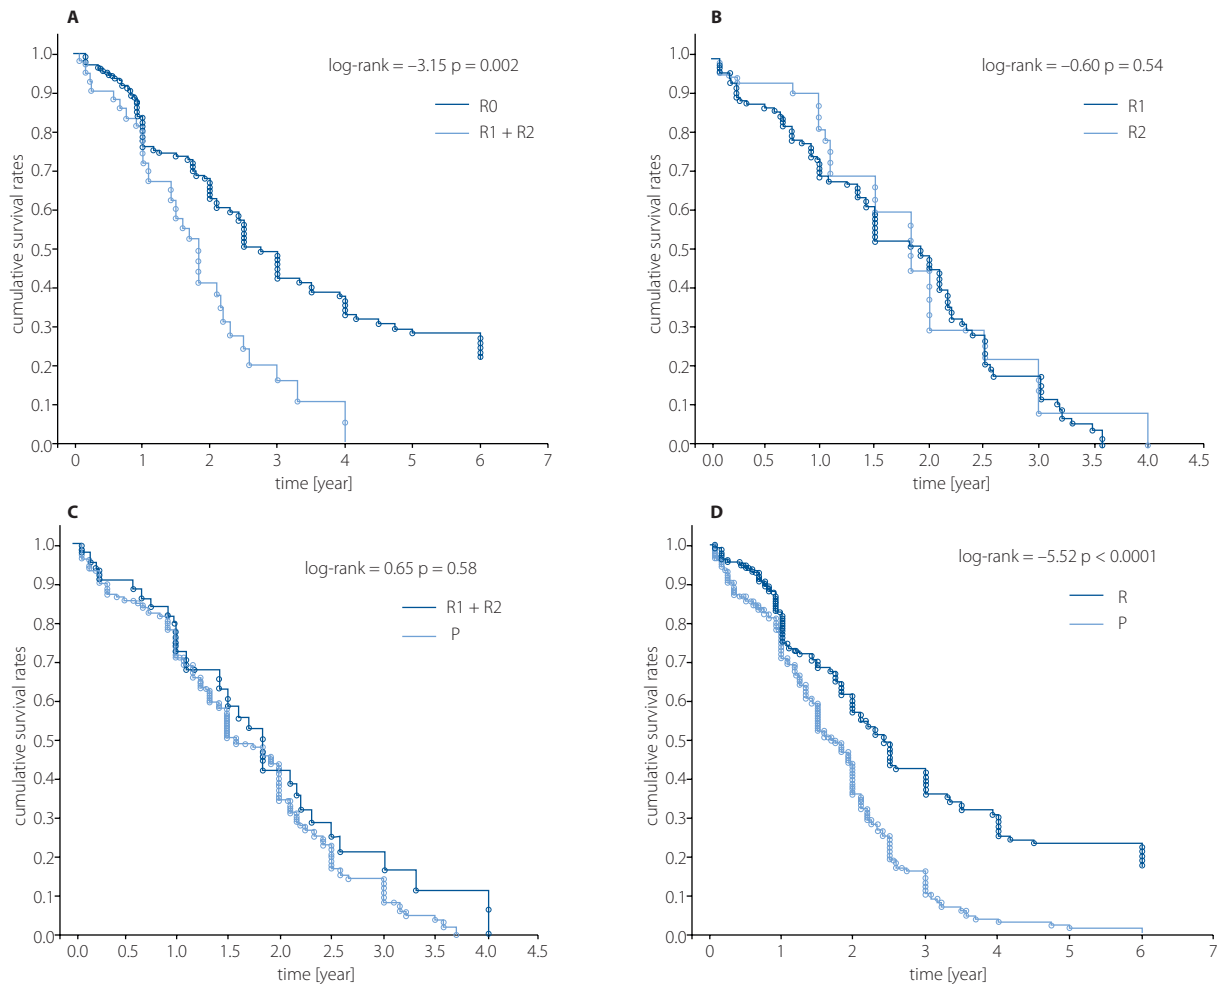 A
log-rank = –3.15 p = 0.002
R0
R1 + R2
cumulative survival rates
1.0
0.9
0.8
0.7
0.6
0.5
0.4
0.3
0.2
0.1
0.0
0 1 2 3 4 5 6 7
time [year]
B
log-rank = –0.60 p = 0.54
R1
R2
cumulative survival rates
1.0
0.9
0.8
0.7
0.6
0.5
0.4
0.3
0.2
0.1
0.0
0.0 0.5 1.0 1.5 2.0 2.5 3.0 3.5 4.0 4.5
time [year]
C
log-rank = 0.65 p = 0.58
R1 + R2
P
cumulative survival rates
1.0
0.9
0.8
0.7
0.6
0.5
0.4
0.3
0.2
0.1
0.0
0.0 0.5 1.0 1.5 2.0 2.5 3.0 3.5 4.0 4.5
time [year]
D
log-rank = –5.52 p < 0.0001
R
P
cumulative survival rates
1.0
0.9
0.8
0.7
0.6
0.5
0.4
0.3
0.2
0.1
0.0
0 1 2 3 4 5 6 7
time [year]